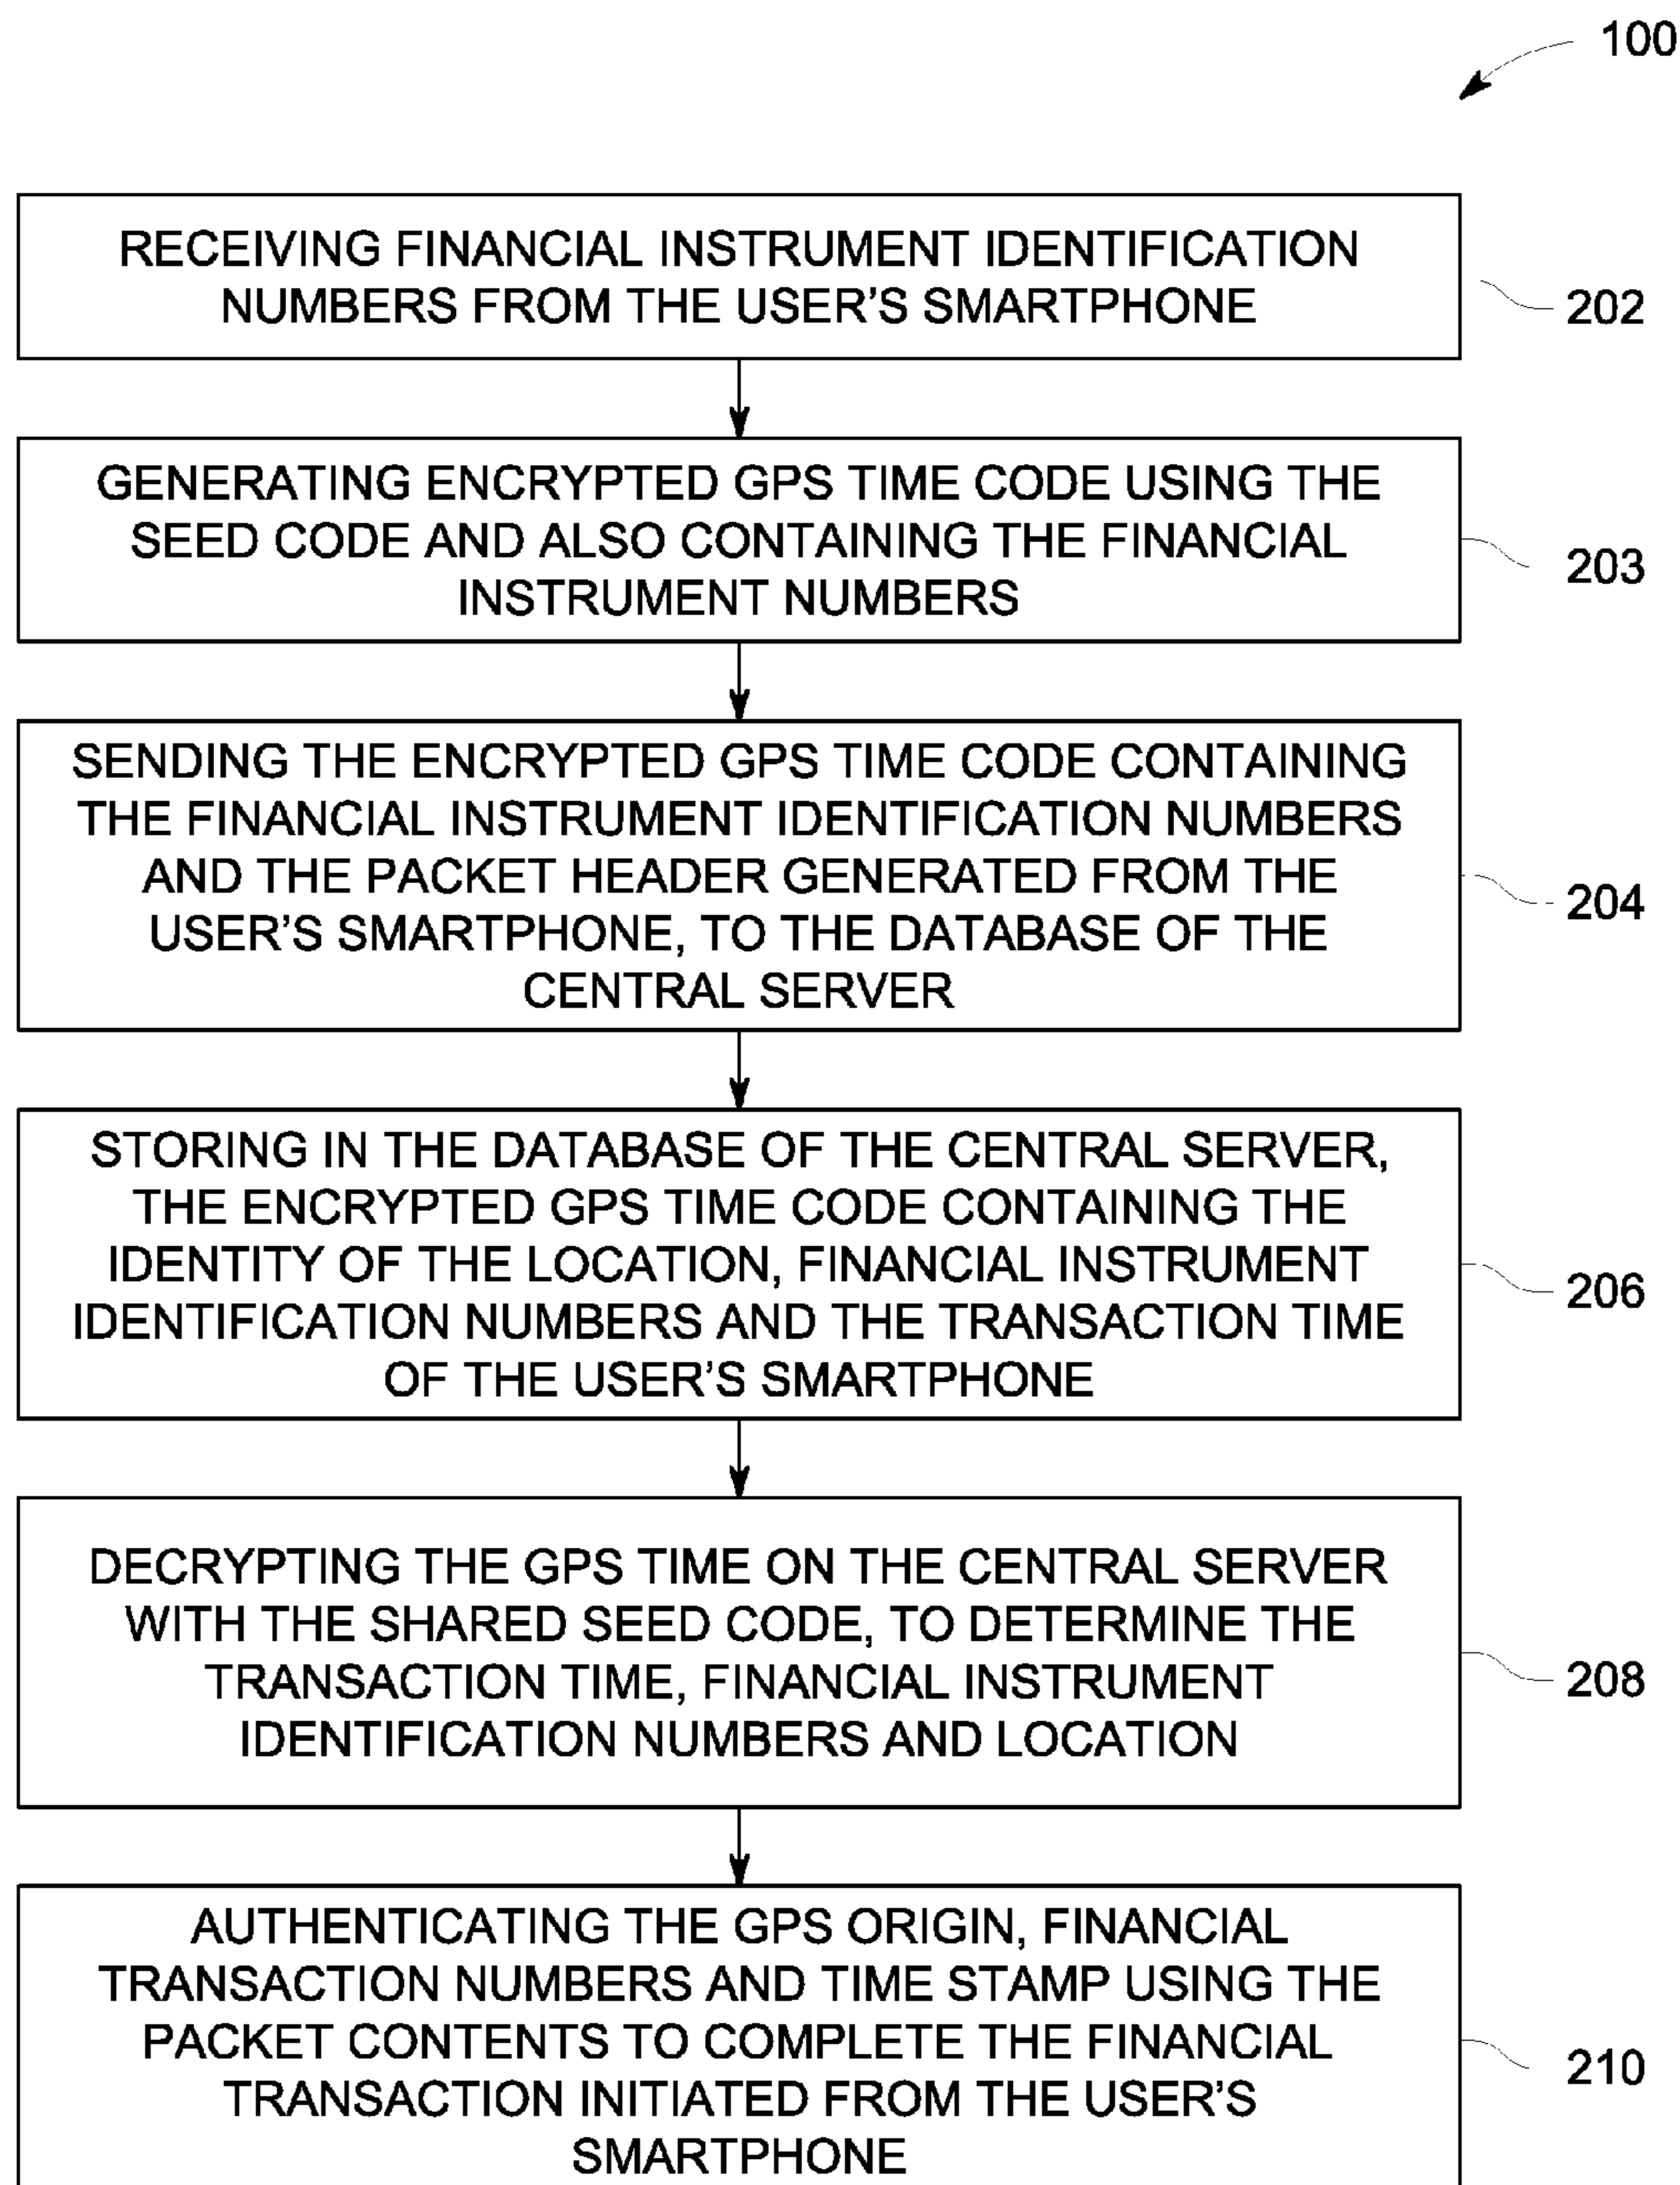 100
RECEIVING FINANCIAL INSTRUMENT IDENTIFICATION
NUMBERS FROM THE USER'S SMARTPHONE
202
GENERATING ENCRYPTED GPS TIME CODE USING THE
SEED CODE AND ALSO CONTAINING THE FINANCIAL
INSTRUMENT NUMBERS
203
SENDING THE ENCRYPTED GPS TIME CODE CONTAINING
THE FINANCIAL INSTRUMENT IDENTIFICATION NUMBERS
AND THE PACKET HEADER GENERATED FROM THE
USER'S SMARTPHONE, TO THE DATABASE OF THE
CENTRAL SERVER
204
STORING IN THE DATABASE OF THE CENTRAL SERVER,
THE ENCRYPTED GPS TIME CODE CONTAINING THE
IDENTITY OF THE LOCATION, FINANCIAL INSTRUMENT
IDENTIFICATION NUMBERS AND THE TRANSACTION TIME
OF THE USER'S SMARTPHONE
206
DECRYPTING THE GPS TIME ON THE CENTRAL SERVER
WITH THE SHARED SEED CODE, TO DETERMINE THE
TRANSACTION TIME, FINANCIAL INSTRUMENT
IDENTIFICATION NUMBERS AND LOCATION
208
AUTHENTICATING THE GPS ORIGIN, FINANCIAL
TRANSACTION NUMBERS AND TIME STAMP USING THE
PACKET CONTENTS TO COMPLETE THE FINANCIAL
TRANSACTION INITIATED FROM THE USER'S
SMARTPHONE
210